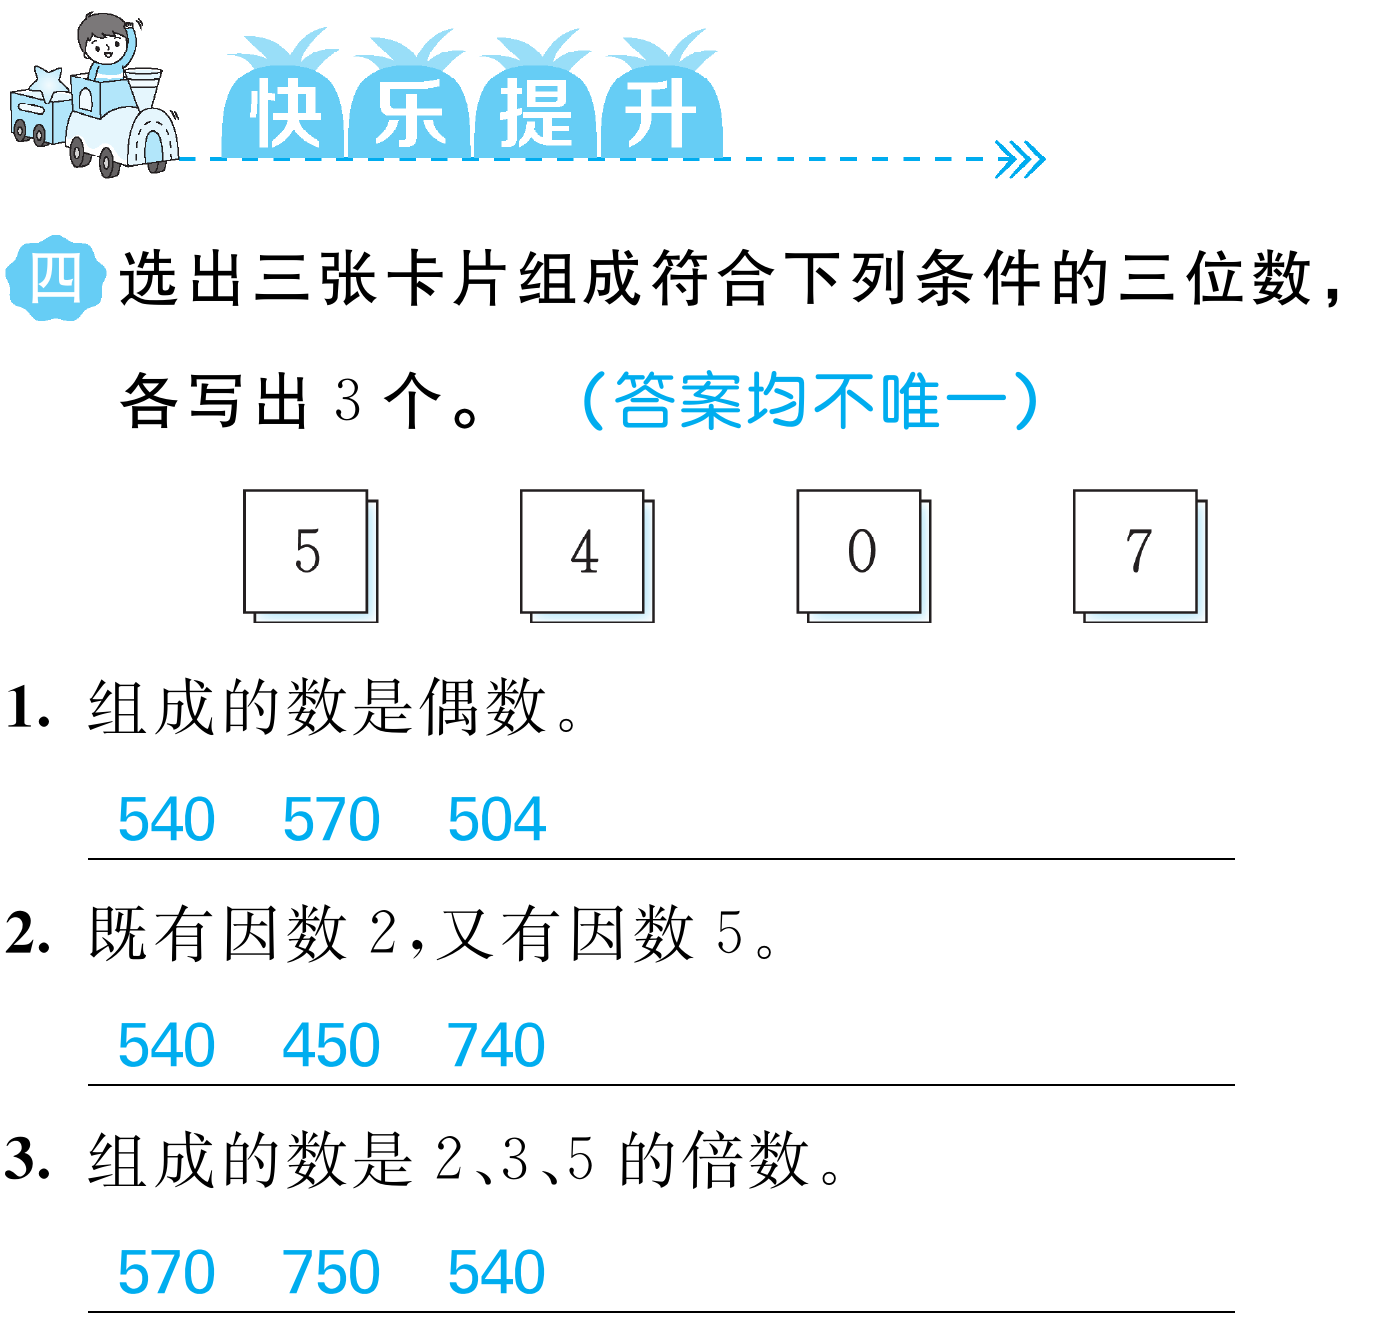 快乐提升
四 选出三张卡片组成符合下列条件的三位数，
各写出 3 个。 （答案均不唯一）
5 4 0 7
1. 组成的数是偶数。
540 570 504
2. 既有因数 2，又有因数 5。
540 450 740
3. 组成的数是 2、3、5 的倍数。
570 750 540